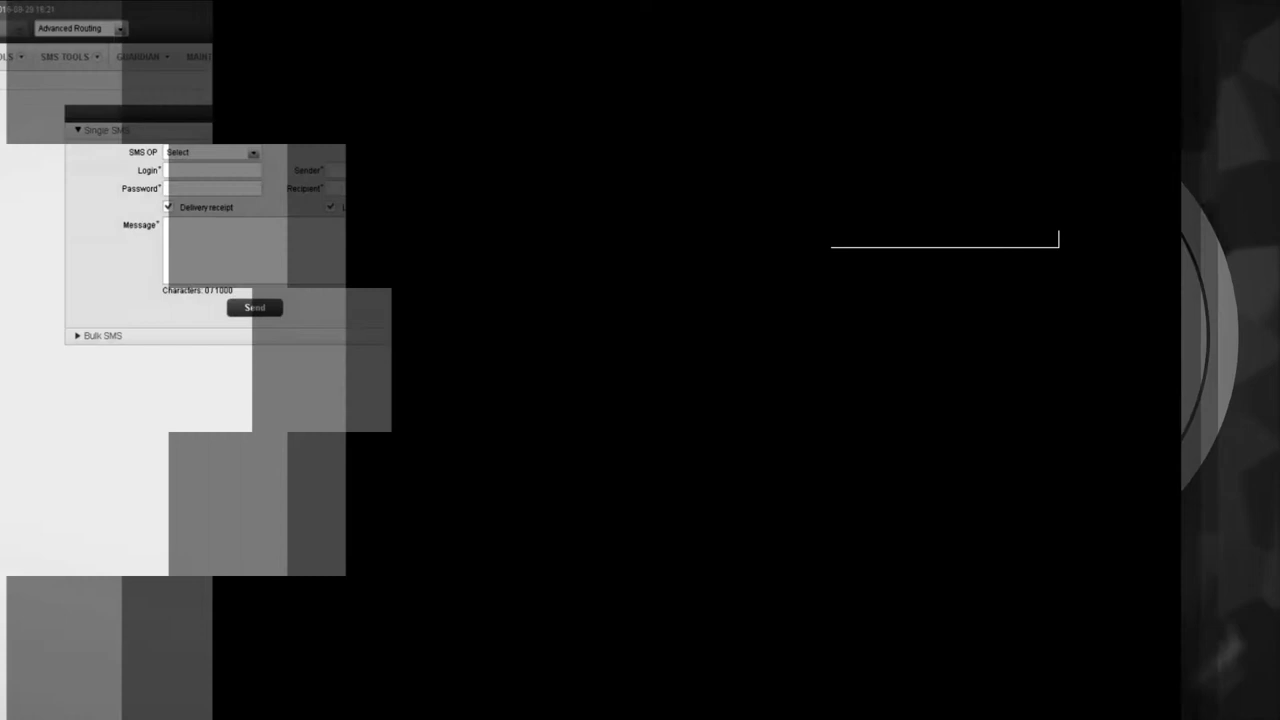 Advanced Routing
SMS TOOLS GUARDIAN
Single SMS
SMS OP Select
Login* Sender*
Password* Recipient*
Delivery receipt
Message*
Characters: 0 / 1000
Send
Bulk SMS